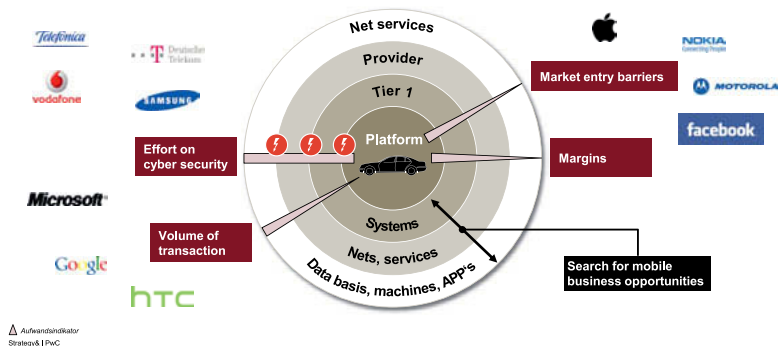 Net services
Provider
Tier 1
Platform
Systems
Nets, services
Data basis, machines, APP's
Telefónica
Deutsche
Telekom
vodafone
SAMSUNG
NOKIA
Connecting People
MOTOROLA
facebook
Market entry barriers
Effort on
cyber security
Margins
Microsoft
Volume of
transaction
Google
Search for mobile
business opportunities
hTC
Aufwandsindikator
Strategy& I PwC